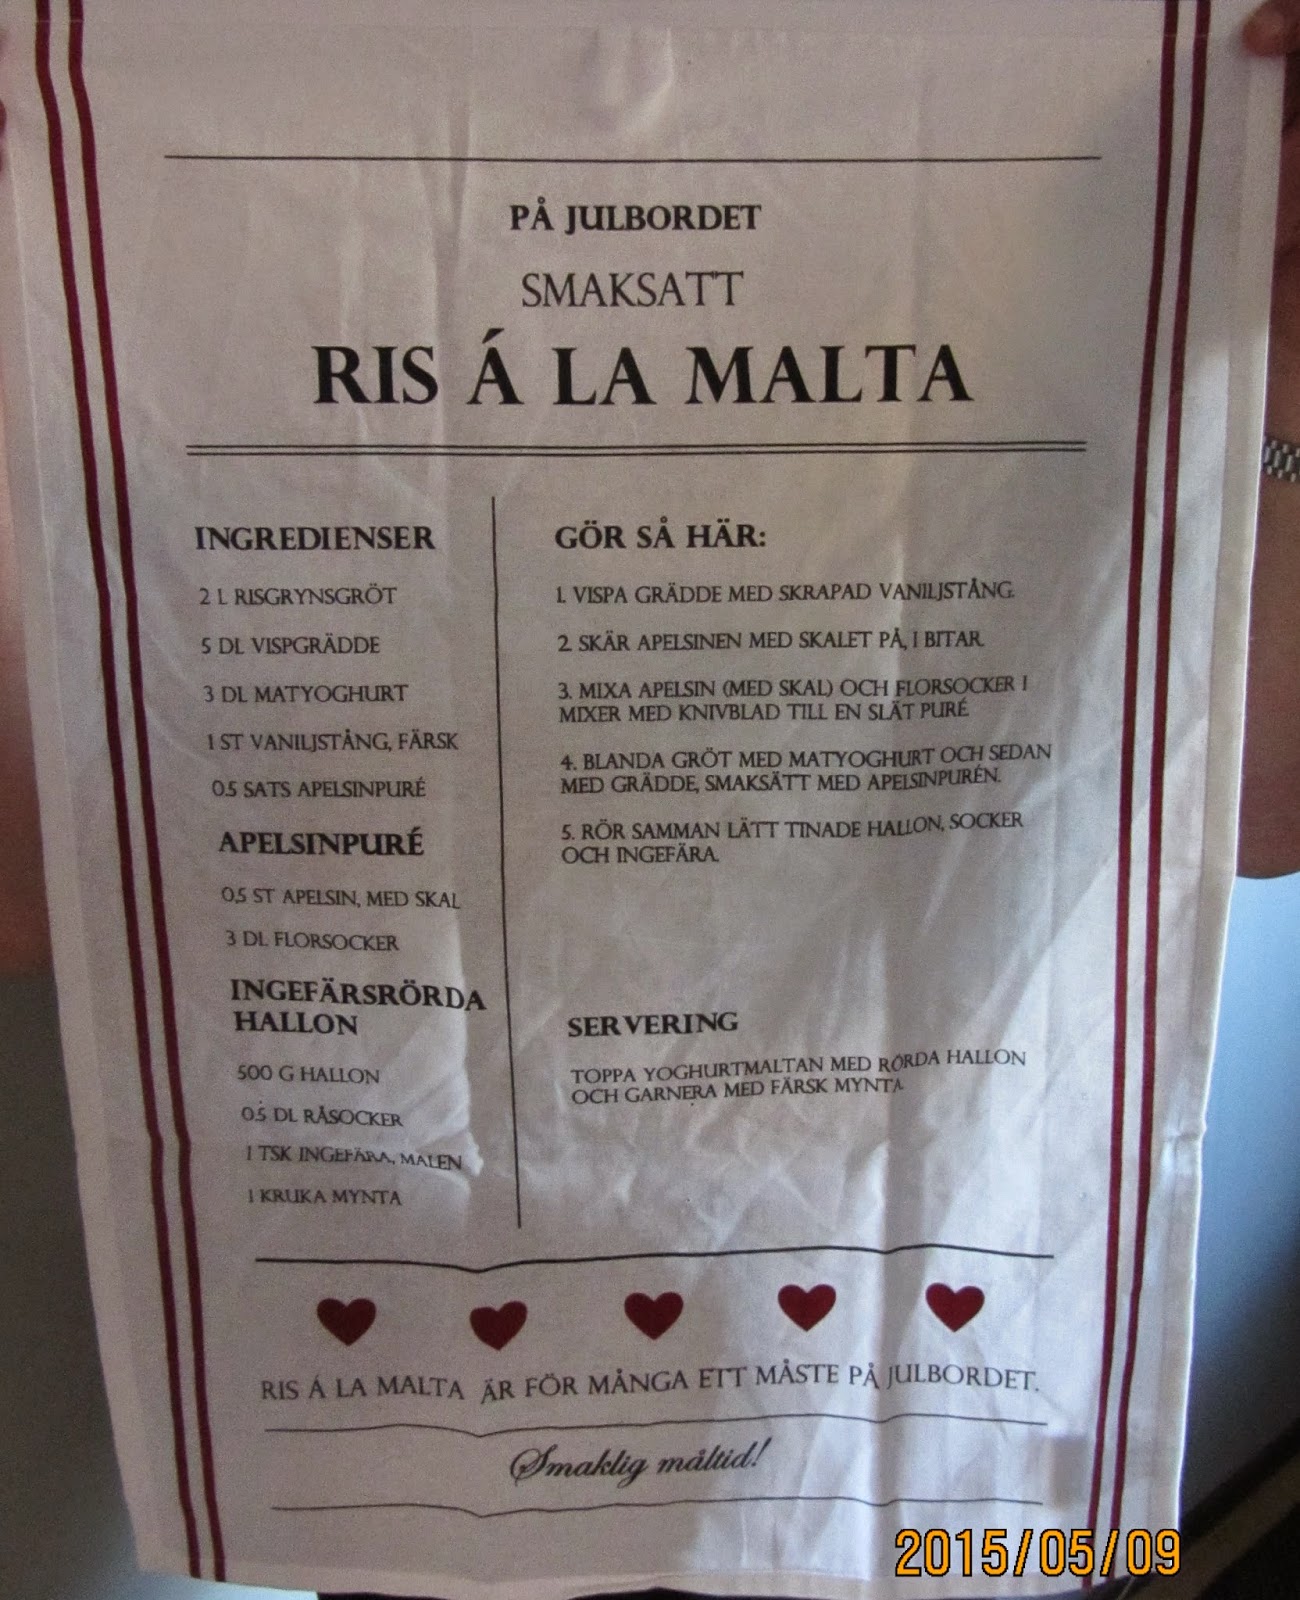 PÅ JULBORDET
SMAKSATT
RIS Á LA MALTA
INGREDIENSER
2 L RISGRYNSGRÖT
5 DL VISPGRÄDDE
3 DL MATYOGHURT
1 ST VANILJSTÅNG, FÄRSK
0.5 SATS APELSINPURÉ
APELSINPURÉ
0,5 ST APELSIN, MED SKAL
3 DL FLORSOCKER
INGEFÄRSRÖRDA
HALLON
500 G HALLON
0.5 DL RÅSOCKER
1 TSK INGEFÄRA, MALEN
1 KRUKA MYNTA
GÖR SÅ HÄR:
1. VISPA GRÄDDE MED SKRAPAD VANILJSTÅNG.
2. SKÄR APELSINEN MED SKALET PÅ, I BITAR.
3. MIXA APELSIN (MED SKAL) OCH FLORSOCKER I
MIXER MED KNIVBLAD TILL EN SLÄT PURÉ.
4. BLANDA GRÖT MED MATYOGHURT OCH SEDAN
MED GRÄDDE, SMAKSÄTT MED APELSINPURÉN.
5. RÖR SAMMAN LÄTT TINADE HALLON, SOCKER
OCH INGEFÄRA.
SERVERING
TOPPA YOGHURTMALTAN MED RÖRDA HALLON
OCH GARNERA MED FÄRSK MYNTA.
RIS Á LA MALTA ÄR FÖR MÅNGA ETT MÅSTE PÅ JULBORDET.
Smaklig måltid!
2015/05/09